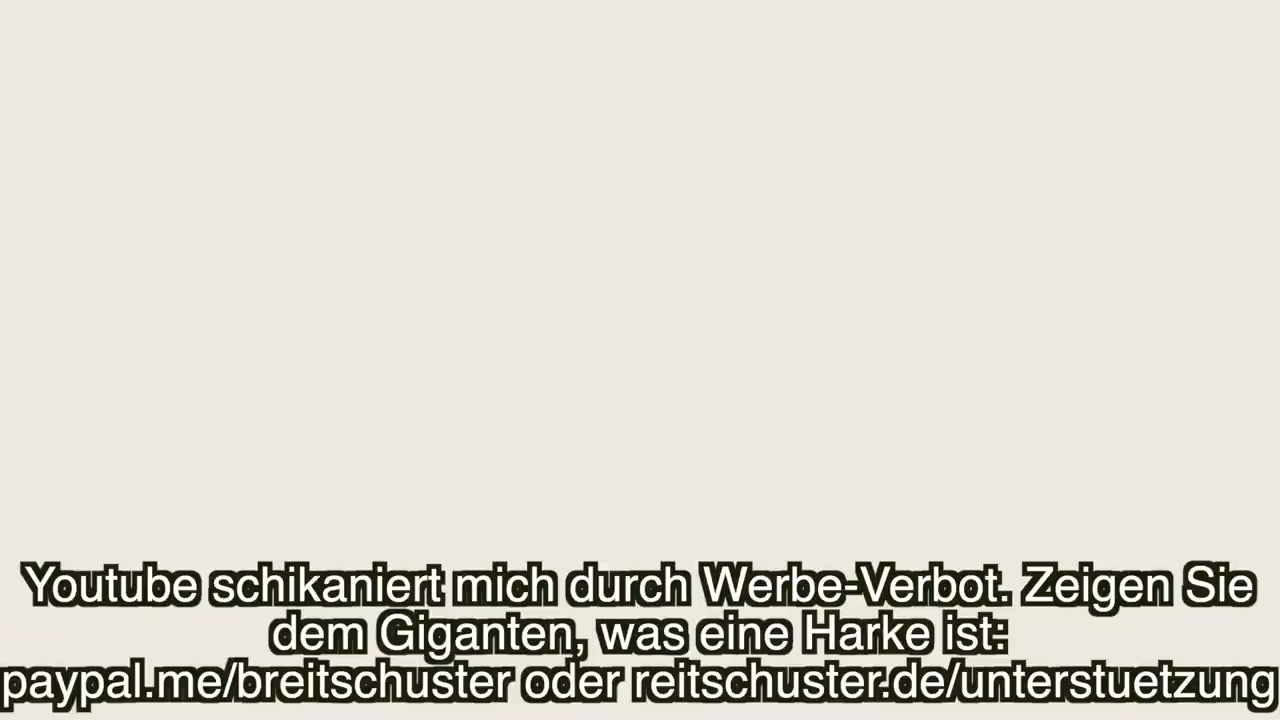 Youtube schikaniert mich durch Werbe-Verbot. Zeigen Sie
dem Giganten, was eine Harke ist:
paypal.me/breitschuster oder reitschuster.de/unterstuetzung